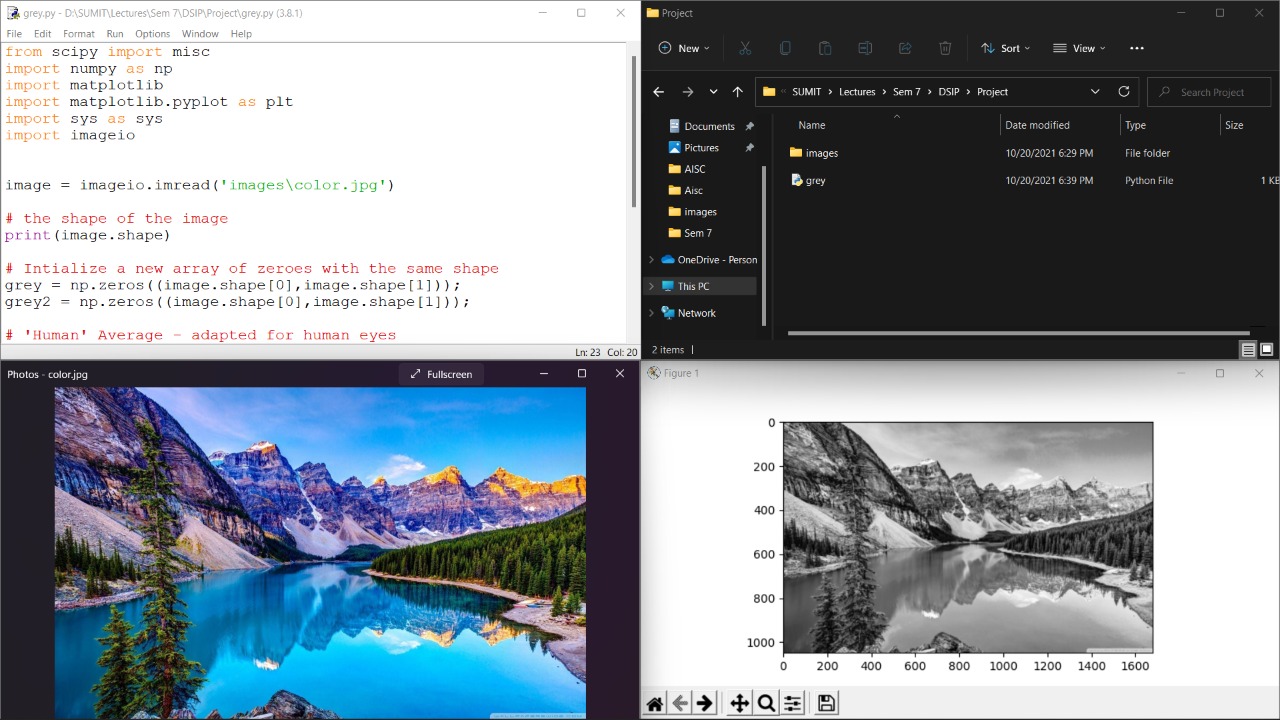 grey.py - D:\SUMIT\Lectures\Sem 7\DSIP\Project\grey.py (3.8.1)
File Edit Format Run Options Window Help
from scipy import misc
import numpy as np
import matplotlib
import matplotlib.pyplot as plt
import sys as sys
import imageio
image = imageio.imread('images\color.jpg')
# the shape of the image
print(image.shape)
# Intialize a new array of zeroes with the same shape
grey = np.zeros((image.shape[0],image.shape[1]));
grey2 = np.zeros((image.shape[0],image.shape[1]));
# 'Human' Average - adapted for human eyes
Ln: 23 Col: 20
Project
New Sort View
SUMIT Lectures Sem 7 DSIP Project Search Project
Name Date modified Type Size
Documents
Pictures
AISC
Aisc
images
Sem 7
OneDrive - Person
This PC
Network
images 10/20/2021 6:29 PM File folder
grey 10/20/2021 6:39 PM Python File 1 KB
2 items
Photos - color.jpg Fullscreen
Figure 1
0
200
400
600
800
1000
0 200 400 600 800 1000 1200 1400 1600